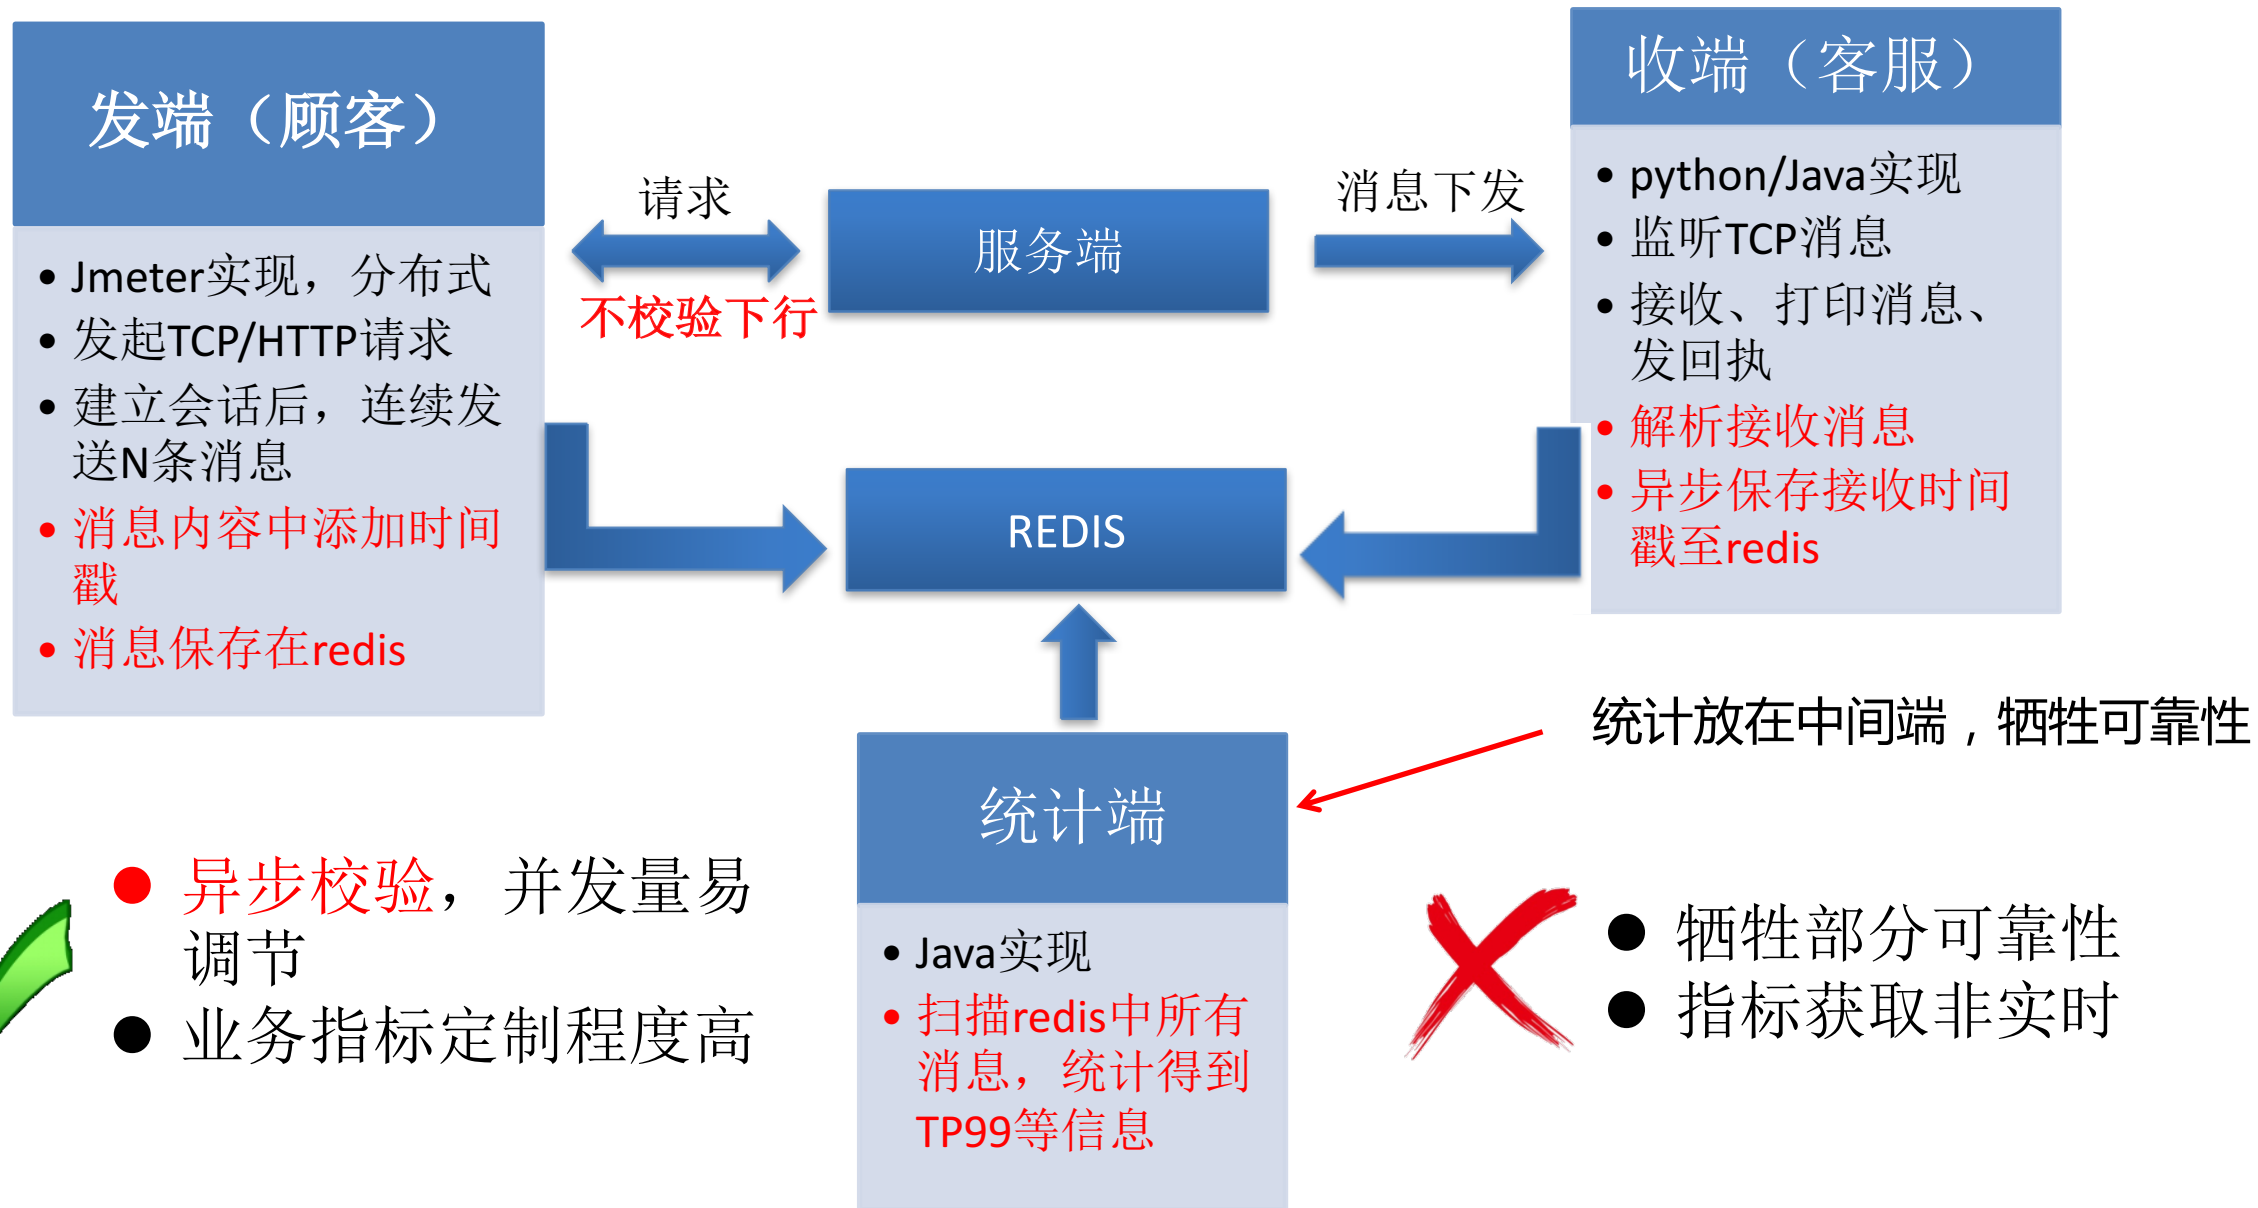 发端（顾客）
• Jmeter实现，分布式
• 发起TCP/HTTP请求
• 建立会话后，连续发
送N条消息
• 消息内容中添加时间
戳
• 消息保存在redis
请求
不校验下行
服务端
消息下发
收端（客服）
• python/Java实现
• 监听TCP消息
• 接收、打印消息、
发回执
• 解析接收消息
• 异步保存接收时间
戳至redis
REDIS
统计放在中间端，牺牲可靠性
统计端
• Java实现
• 扫描redis中所有
消息，统计得到
TP99等信息
● 异步校验，并发量易
调节
● 业务指标定制程度高
● 牺牲部分可靠性
● 指标获取非实时